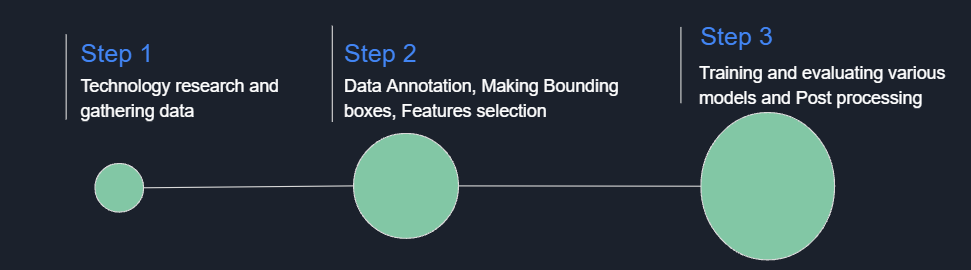 Step 1
Technology research and
gathering data
Step 2
Data Annotation, Making Bounding
boxes, Features selection
Step 3
Training and evaluating various
models and Post processing